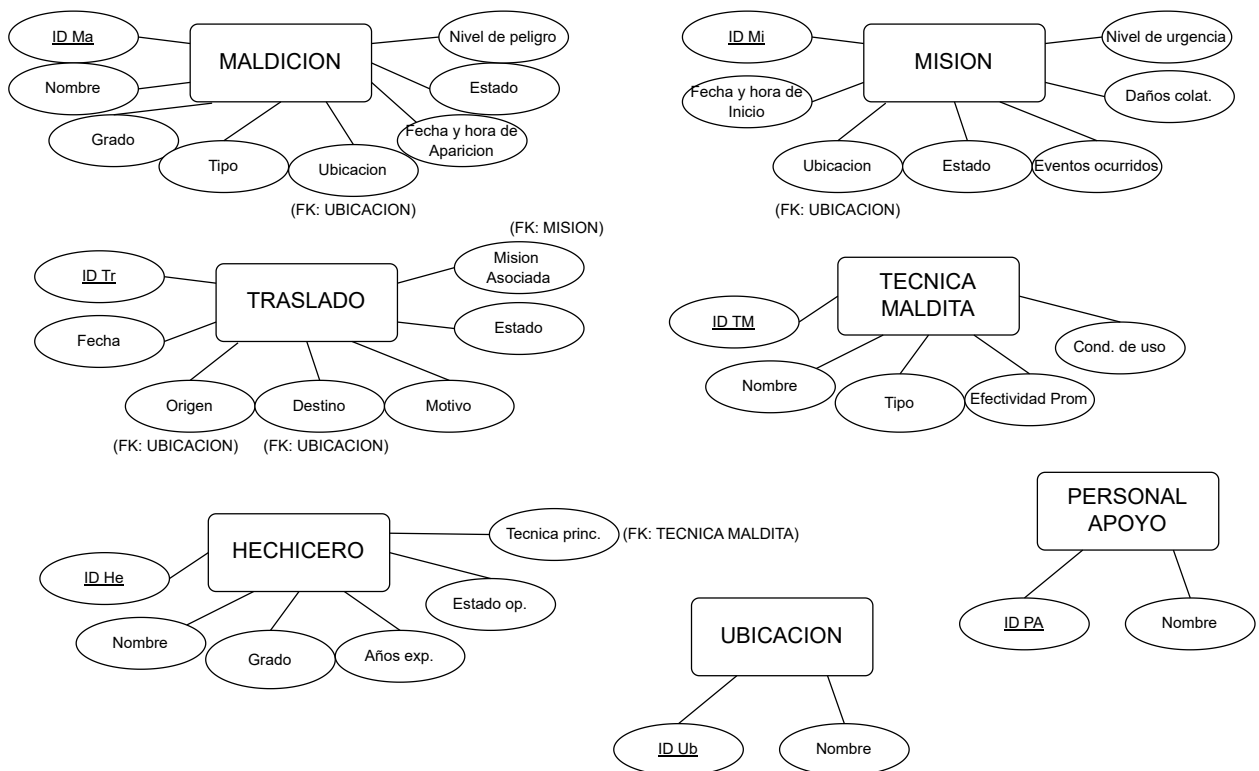 ID Ma
Nombre
Grado
Tipo
Ubicacion
(FK: UBICACION)
MALDICION
Nivel de peligro
Estado
Fecha y hora de
Aparicion
ID Mi
Fecha y hora de
Inicio
Ubicacion
(FK: UBICACION)
MISION
Estado
Eventos ocurridos
Nivel de urgencia
Daños colat.
ID Tr
Fecha
TRASLADO
Origen
(FK: UBICACION)
Destino
(FK: UBICACION)
Motivo
(FK: MISION)
Mision
Asociada
Estado
TECNICA
MALDITA
ID TM
Nombre
Tipo
Efectividad Prom
Cond. de uso
HECHICERO
ID He
Nombre
Grado
Años exp.
Estado op.
Tecnica princ.
(FK: TECNICA MALDITA)
UBICACION
ID Ub
Nombre
PERSONAL
APOYO
ID PA
Nombre